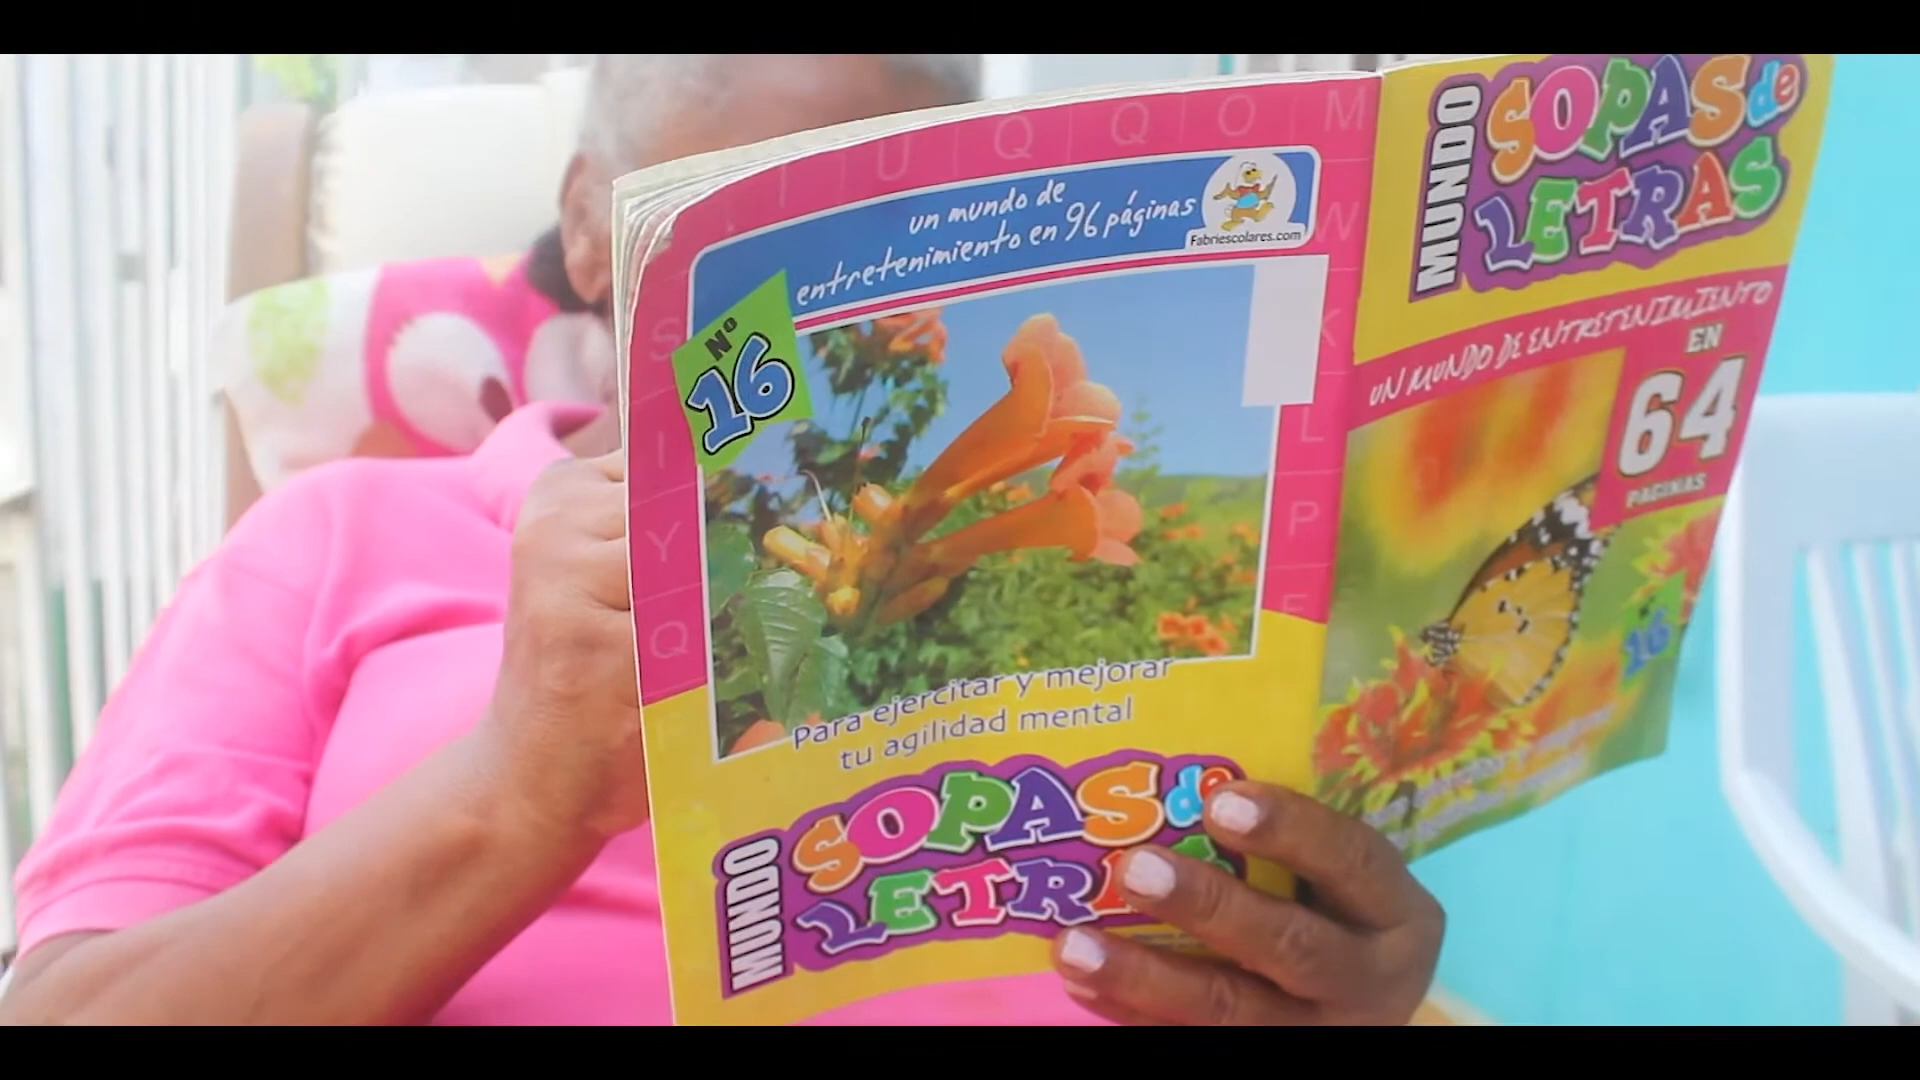 un mundo de
entretenimiento en 96 páginas
Fabriescolares.com
Nº
16
Para ejercitar y mejorar
tu agilidad mental
MUNDO
SOPAS de
LETRAS
MUNDO
SOPAS de
LETRAS
UN MUNDO DE ENTRETENIMIENTO
EN
64
PAGINAS
16
U Q Q O M
W
K
L
P
F
S
I
Y
Q